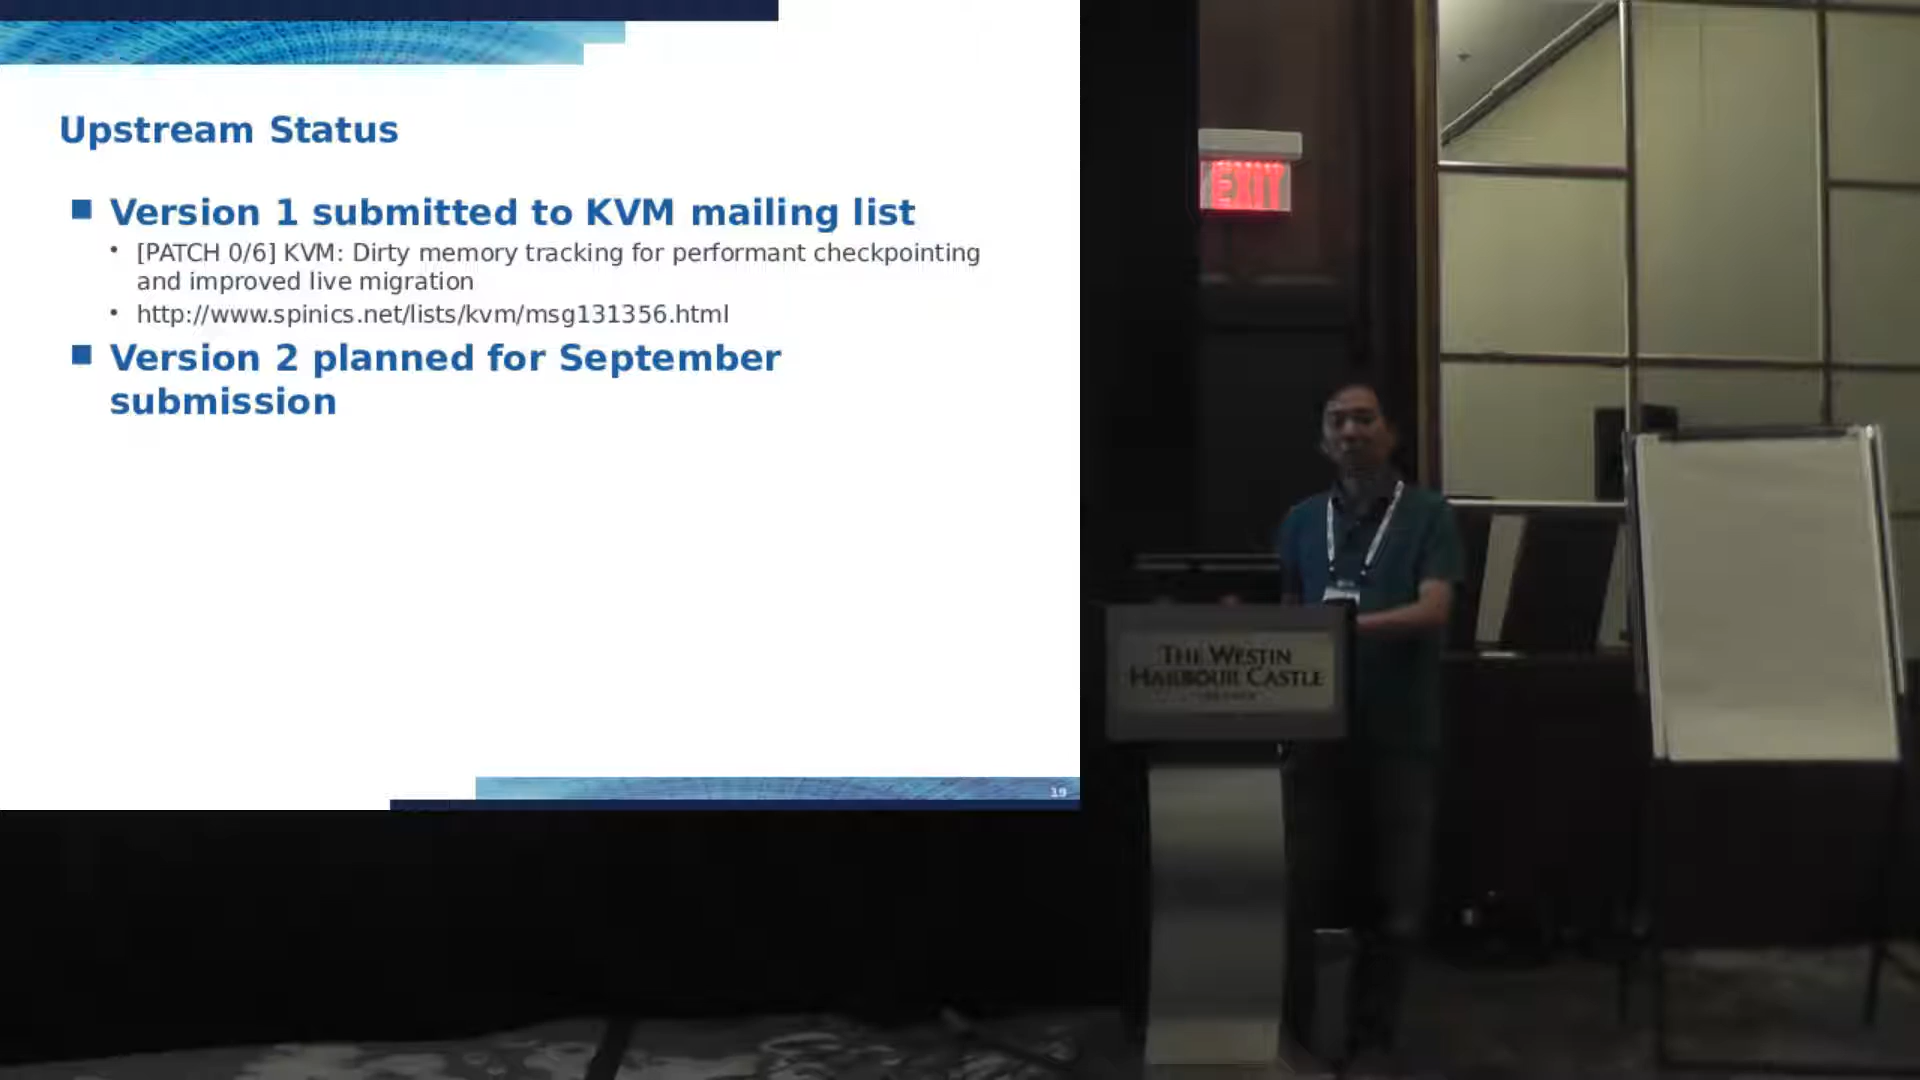 Upstream Status
Version 1 submitted to KVM mailing list
• [PATCH 0/6] KVM: Dirty memory tracking for performant checkpointing
and improved live migration
• http://www.spinics.net/lists/kvm/msg131356.html
Version 2 planned for September
submission
19
EXIT
THE WESTIN
HARBOUR CASTLE